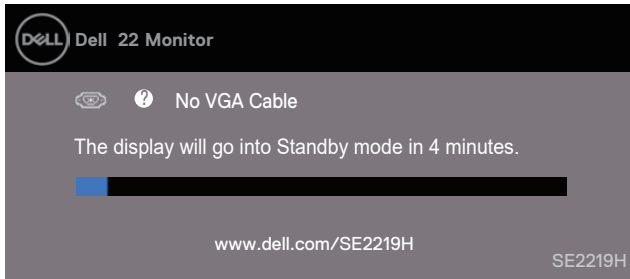 DELL Dell 22 Monitor
? No VGA Cable
The display will go into Standby mode in 4 minutes.
www.dell.com/SE2219H
SE2219H